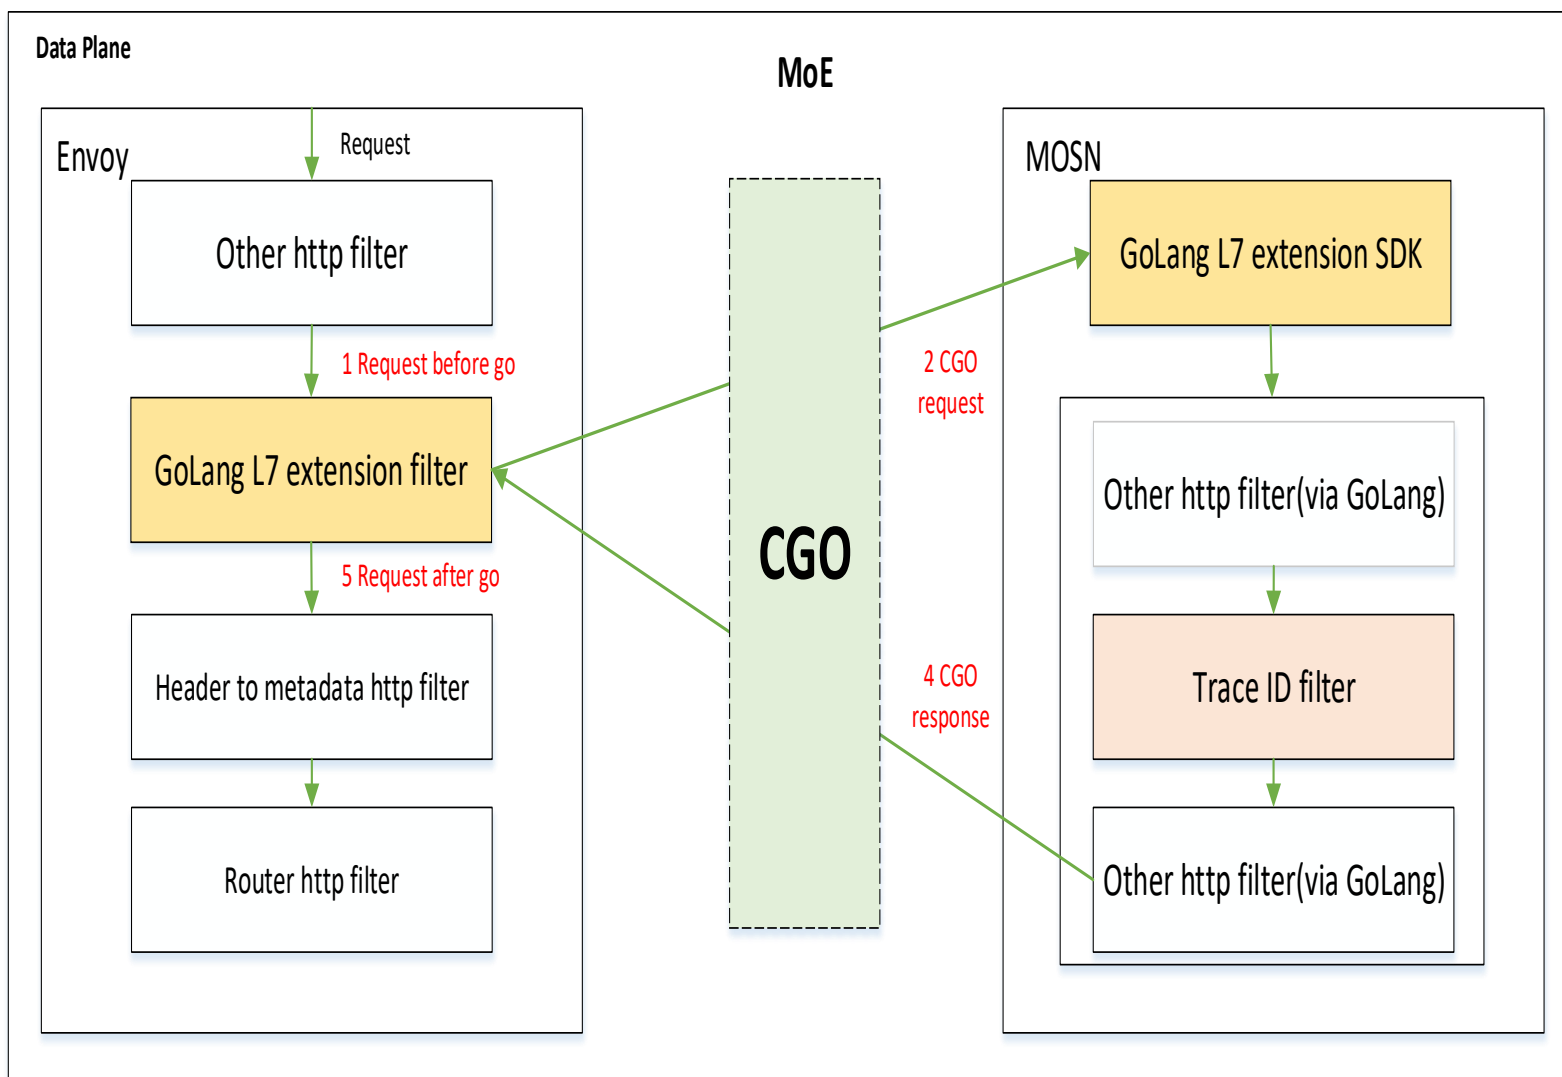 Data Plane
MoE
Envoy
Request
Other http filter
1 Request before go
GoLang L7 extension filter
5 Request after go
Header to metadata http filter
Router http filter
CGO
2 CGO
request
4 CGO
response
MOSN
GoLang L7 extension SDK
Other http filter(via GoLang)
Trace ID filter
Other http filter(via GoLang)